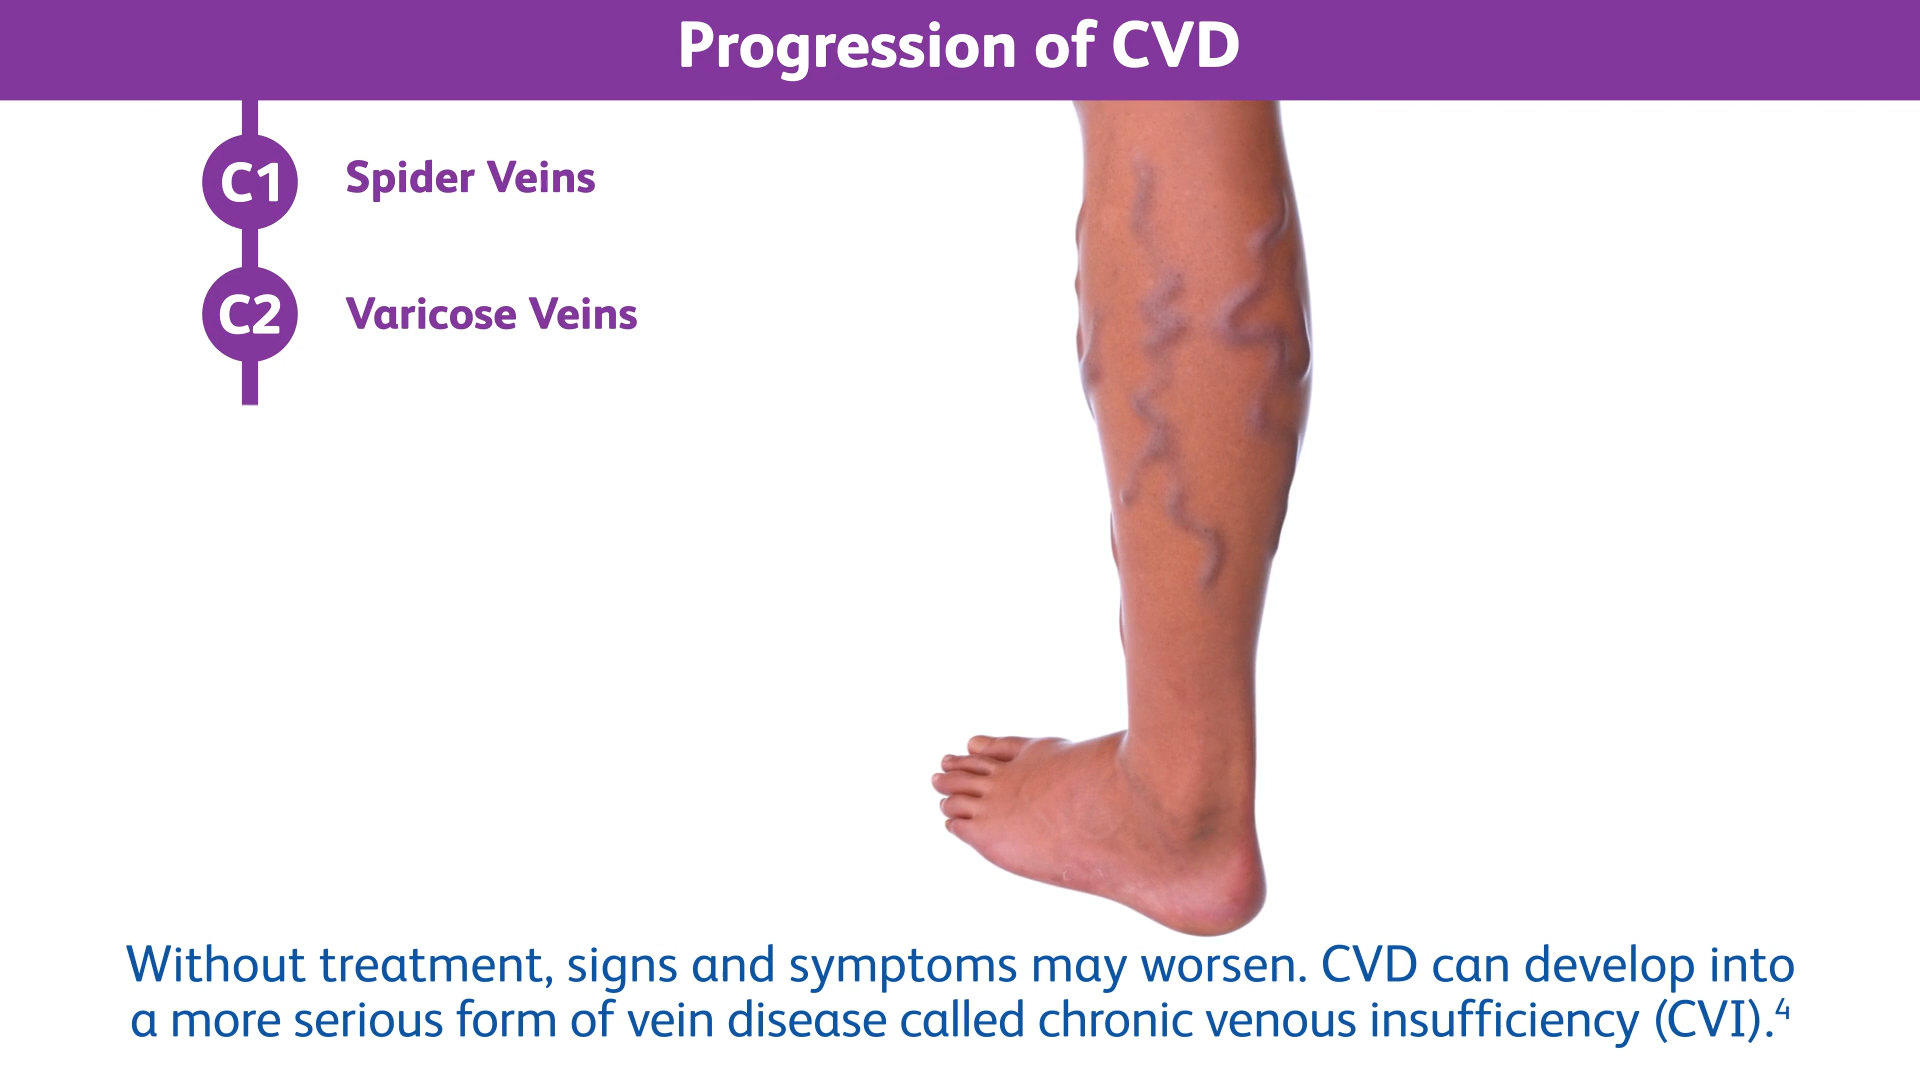 Progression of CVD
C1 Spider Veins
C2 Varicose Veins
Without treatment, signs and symptoms may worsen. CVD can develop into
a more serious form of vein disease called chronic venous insufficiency (CVI).⁴